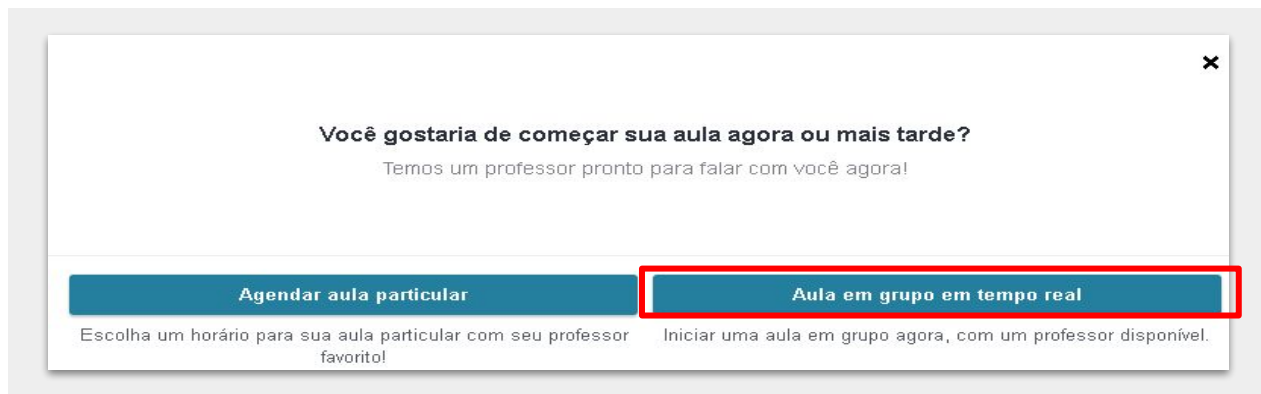 Você gostaria de começar sua aula agora ou mais tarde?
Temos um professor pronto para falar com você agora!
Agendar aula particular
Escolha um horário para sua aula particular com seu professor
favorito!
Aula em grupo em tempo real
Iniciar uma aula em grupo agora, com um professor disponível.